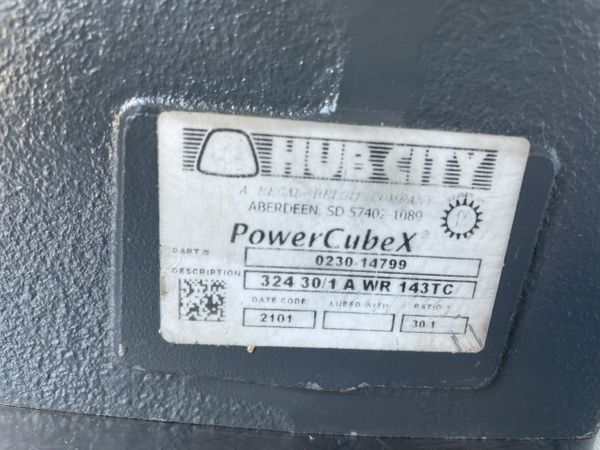 HUB CITY
A REGAL-BELOIT COMPANY
ABERDEEN, SD 57402-1089
PowerCubeX®
PART # 0230-14799
DESCRIPTION 324 30/1 A WR 143TC
DATE CODE LUBED WITH RATIO
2101 30:1